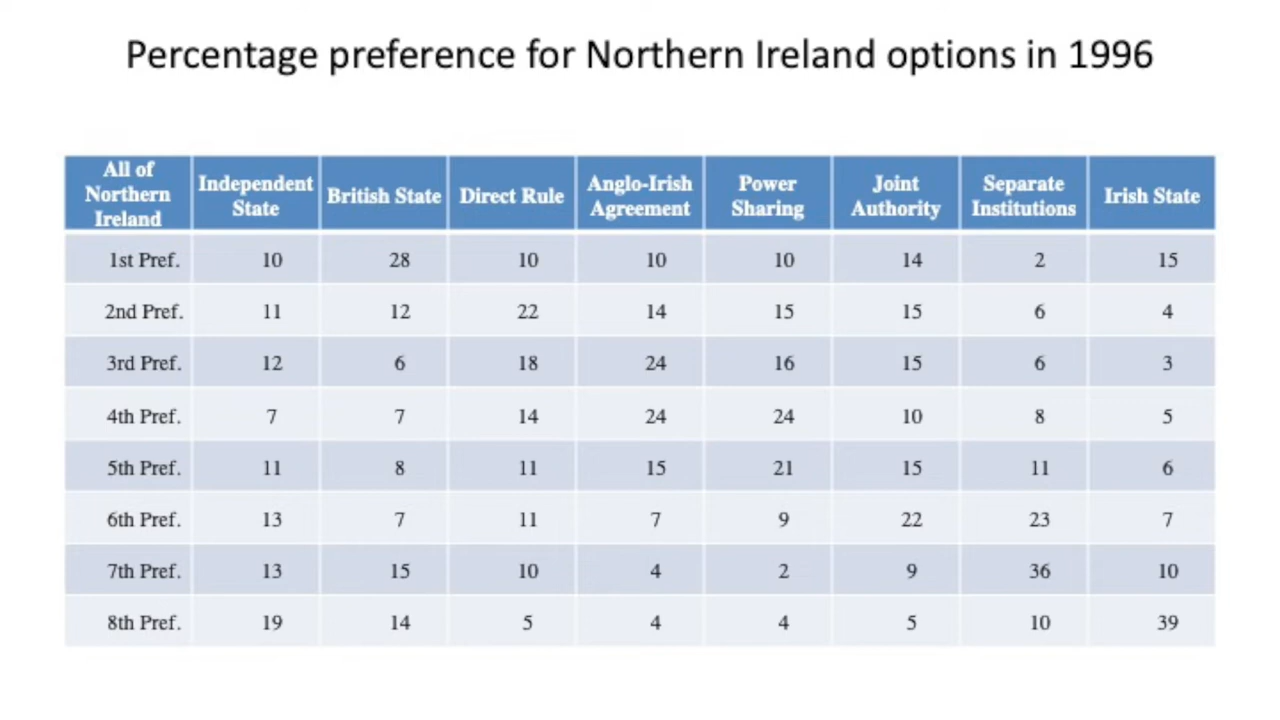 Percentage preference for Northern Ireland options in 1996
All of Northern Ireland Independent State British State Direct Rule Anglo-Irish Agreement Power Sharing Joint Authority Separate Institutions Irish State
1st Pref. 10 28 10 10 10 14 2 15
2nd Pref. 11 12 22 14 15 15 6 4
3rd Pref. 12 6 18 24 16 15 6 3
4th Pref. 7 7 14 24 24 10 8 5
5th Pref. 11 8 11 15 21 15 11 6
6th Pref. 13 7 11 7 9 22 23 7
7th Pref. 13 15 10 4 2 9 36 10
8th Pref. 19 14 5 4 4 5 10 39